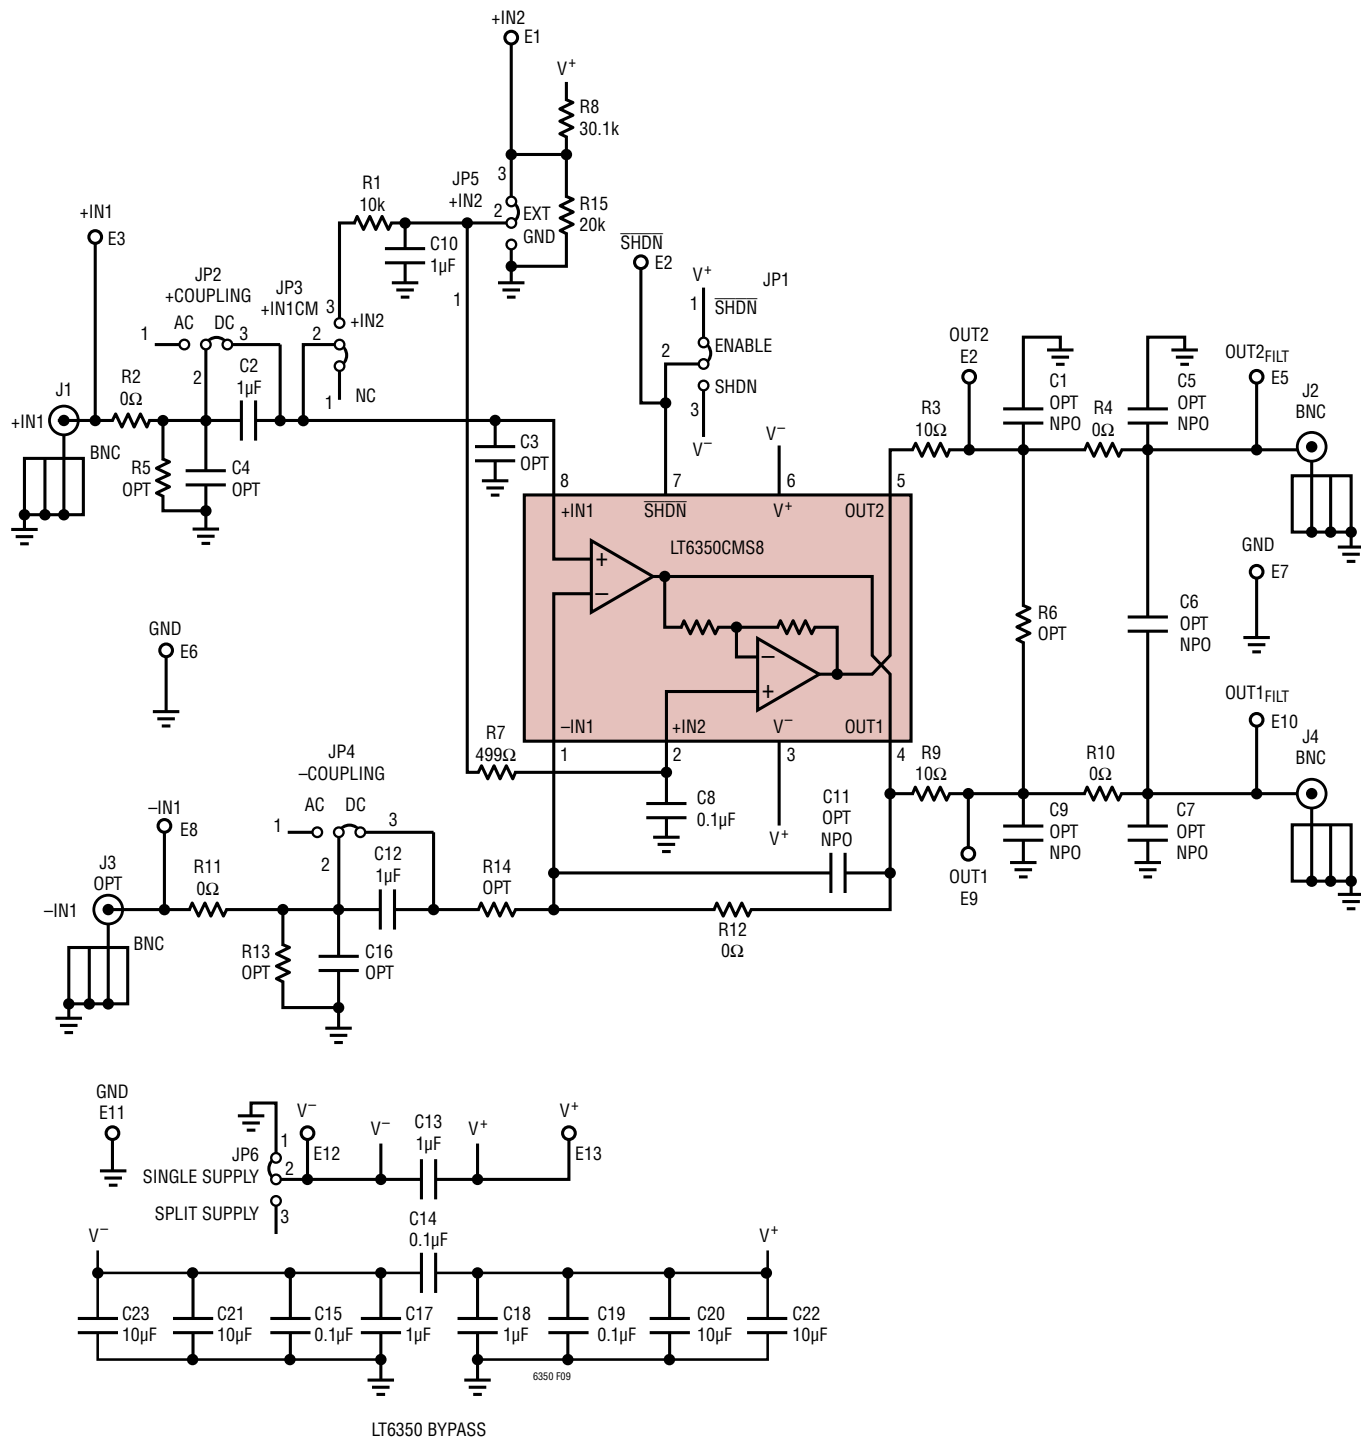 +IN2
E1
V+
R8
30.1k
R1
10k
JP5
+IN2
3
2
EXT
GND
R15
20k
C10
1µF
+IN1
E3
JP2
+COUPLING
1
AC
DC
3
2
JP3
+IN1CM
3
+IN2
2
1
NC
1
SHDN
E2
V+
JP1
1
SHDN
2
ENABLE
SHDN
3
V–
J1
+IN1
BNC
R2
0Ω
C2
1µF
R5
OPT
C4
OPT
C3
OPT
V–
OUT2
E2
C1
OPT
NPO
R3
10Ω
R4
0Ω
C5
OPT
NPO
OUT2FILT
E5
J2
BNC
8
7
6
5
+IN1
SHDN
V+
OUT2
LT6350CMS8
+
–
–
+
–IN1
+IN2
V–
OUT1
1
2
3
4
GND
E6
R6
OPT
C6
OPT
NPO
GND
E7
OUT1FILT
E10
J4
BNC
R7
499Ω
C8
0.1µF
V+
C11
OPT
NPO
R9
10Ω
R10
0Ω
OUT1
E9
C9
OPT
NPO
C7
OPT
NPO
JP4
–COUPLING
1
AC
DC
3
2
–IN1
E8
J3
OPT
–IN1
BNC
R11
0Ω
C12
1µF
R14
OPT
R12
0Ω
R13
OPT
C16
OPT
GND
E11
JP6
SINGLE SUPPLY
SPLIT SUPPLY
1
2
3
V–
E12
V–
C13
1µF
V+
V+
E13
V–
C14
0.1µF
V+
C23
10µF
C21
10µF
C15
0.1µF
C17
1µF
C18
1µF
C19
0.1µF
C20
10µF
C22
10µF
6350 F09
LT6350 BYPASS